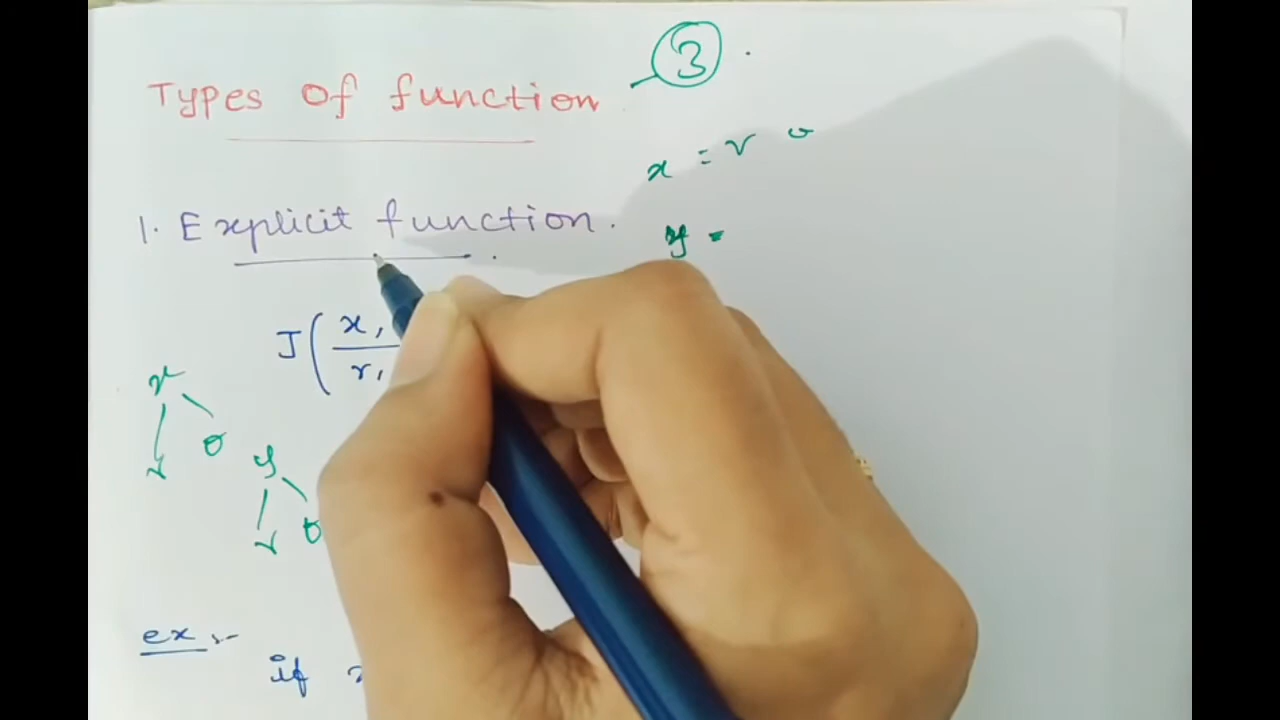 3
Types of function
x = r θ
1. Explicit function.
y =
J ( x,
r,
x
r θ
y
r θ
ex :-
if